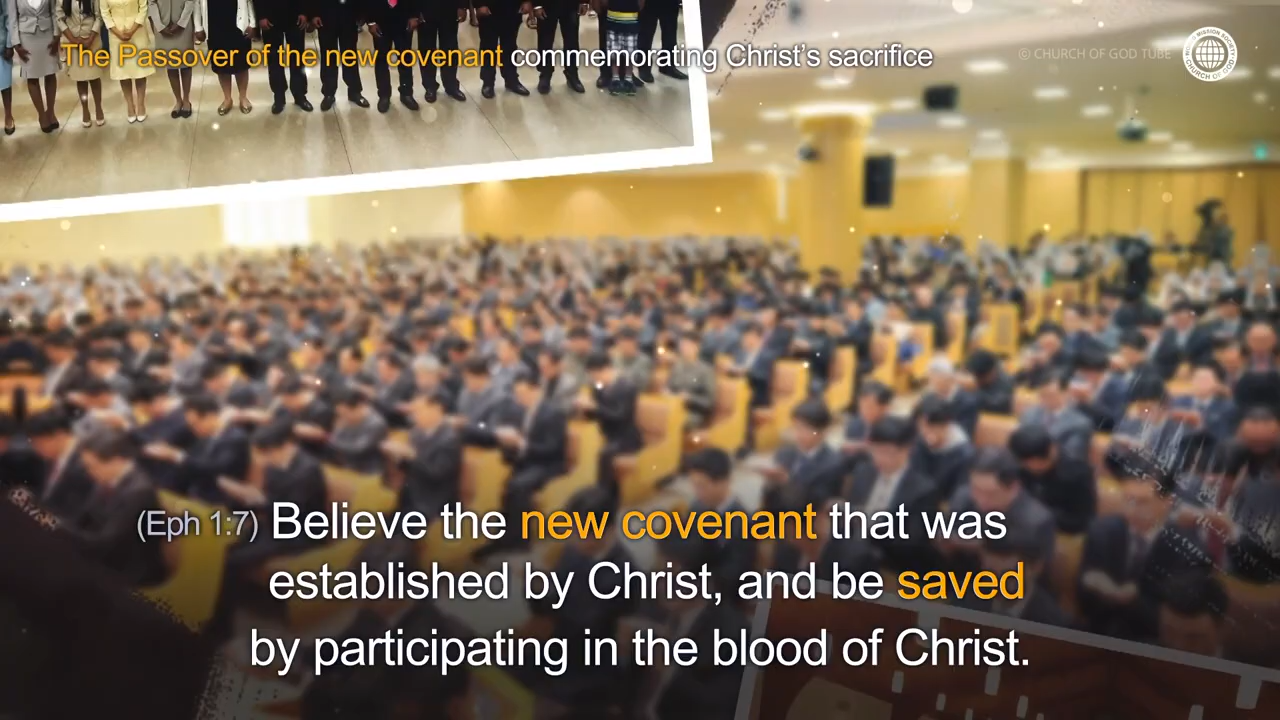 The Passover of the new covenant commemorating Christ's sacrifice
© CHURCH OF GOD TUBE
(Eph 1:7) Believe the new covenant that was
established by Christ, and be saved
by participating in the blood of Christ.